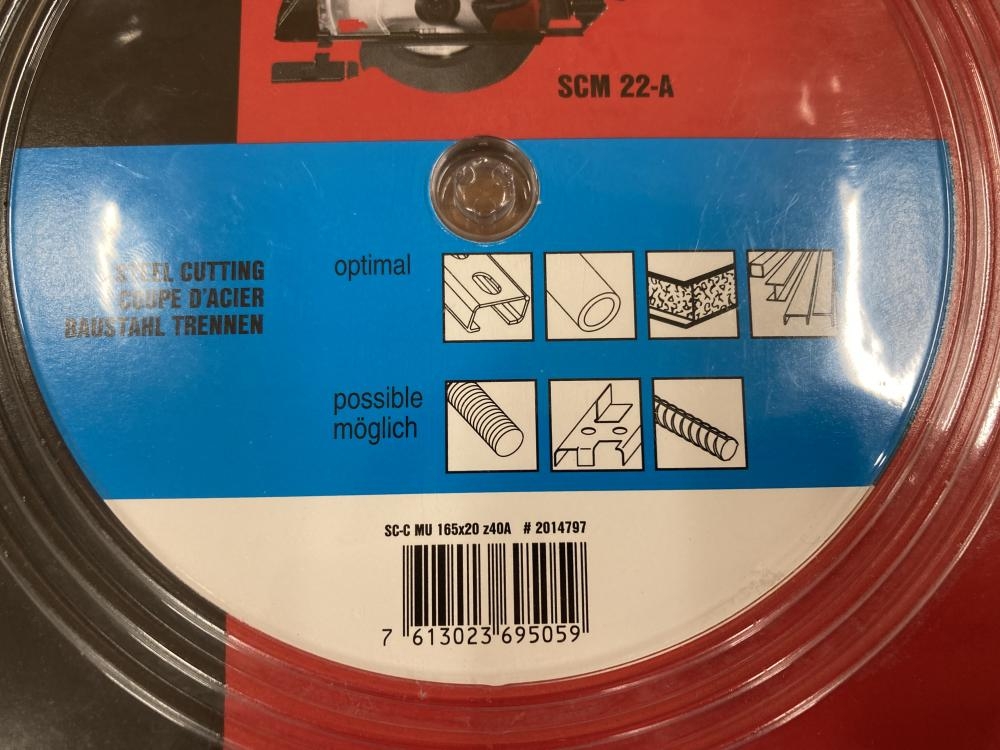 SCM 22-A
STEEL CUTTING
COUPE D'ACIER
BAUSTAHL TRENNEN
optimal
possible
möglich
SC-C MU 165x20 z40A # 2014797
7 613023 695059